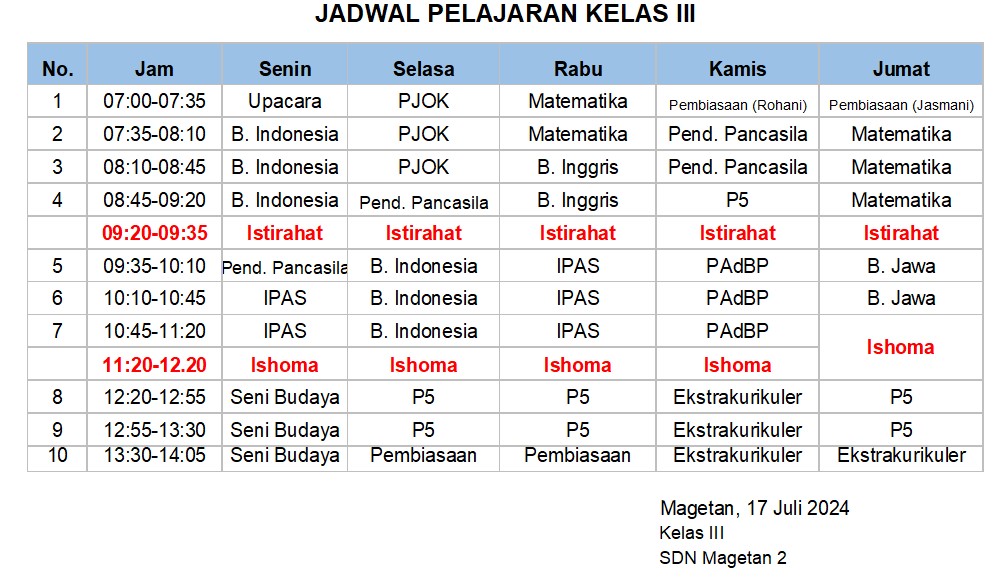 JADWAL PELAJARAN KELAS III
No. Jam Senin Selasa Rabu Kamis Jumat
1 07:00-07:35 Upacara PJOK Matematika Pembiasaan (Rohani) Pembiasaan (Jasmani)
2 07:35-08:10 B. Indonesia PJOK Matematika Pend. Pancasila Matematika
3 08:10-08:45 B. Indonesia PJOK B. Inggris Pend. Pancasila Matematika
4 08:45-09:20 B. Indonesia Pend. Pancasila B. Inggris P5 Matematika
09:20-09:35 Istirahat Istirahat Istirahat Istirahat Istirahat
5 09:35-10:10 Pend. Pancasila B. Indonesia IPAS PAdBP B. Jawa
6 10:10-10:45 IPAS B. Indonesia IPAS PAdBP B. Jawa
7 10:45-11:20 IPAS B. Indonesia IPAS PAdBP Ishoma
11:20-12.20 Ishoma Ishoma Ishoma Ishoma
8 12:20-12:55 Seni Budaya P5 P5 Ekstrakurikuler P5
9 12:55-13:30 Seni Budaya P5 P5 Ekstrakurikuler P5
10 13:30-14:05 Seni Budaya Pembiasaan Pembiasaan Ekstrakurikuler Ekstrakurikuler
Magetan, 17 Juli 2024
Kelas III
SDN Magetan 2